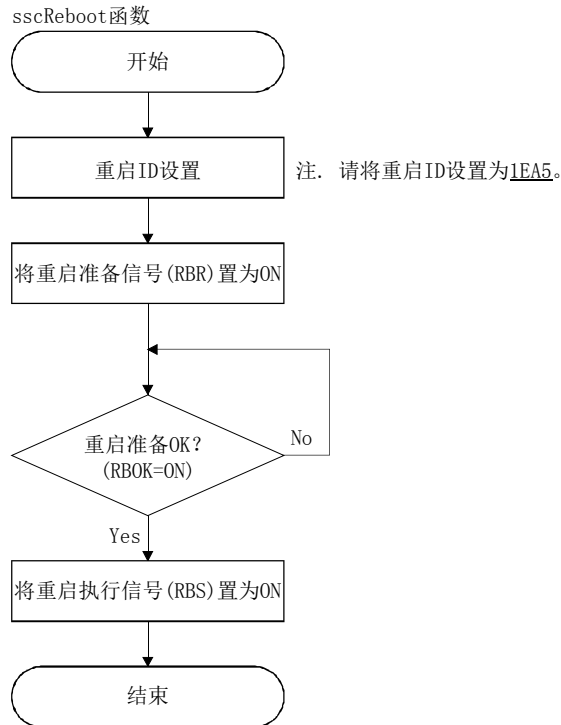 sscReboot函数
开始
重启ID设置
注. 请将重启ID设置为1EA5。
将重启准备信号(RBR)置为ON
重启准备OK?
(RBOK=ON)
No
Yes
将重启执行信号(RBS)置为ON
结束